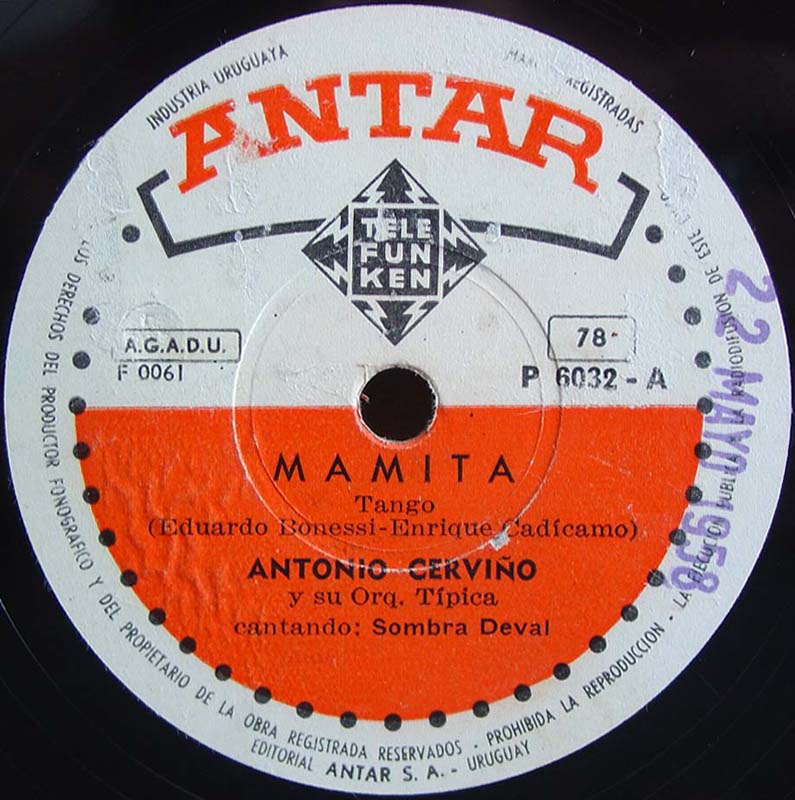 INDUSTRIA URUGUAYA
REGISTRADAS
ANTAR
TELE
FUN
KEN
A.G.A.D.U.
78
F 0061
P 6032 - A
MAMITA
Tango
(Eduardo Bonessi-Enrique Cadícamo)
ANTONIO CERVIÑO
y su Orq. Típica
cantando: Sombra Deval
DERECHOS DEL PRODUCTOR FONOGRAFICO Y DEL PROPIETARIO DE LA OBRA REGISTRADA RESERVADOS - PROHIBIDA LA REPRODUCCION - LA EJECUCION PUBLICA Y LA RADIODIFUSION DE ESTE
EDITORIAL ANTAR S. A. - URUGUAY
22 MAYO 1958